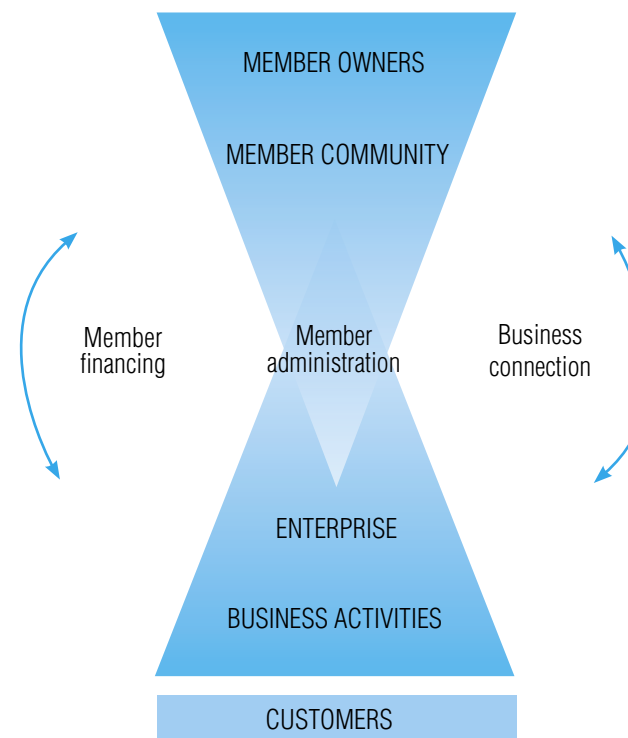 MEMBER OWNERS
MEMBER COMMUNITY
Member
financing
Member
administration
Business
connection
ENTERPRISE
BUSINESS ACTIVITIES
CUSTOMERS